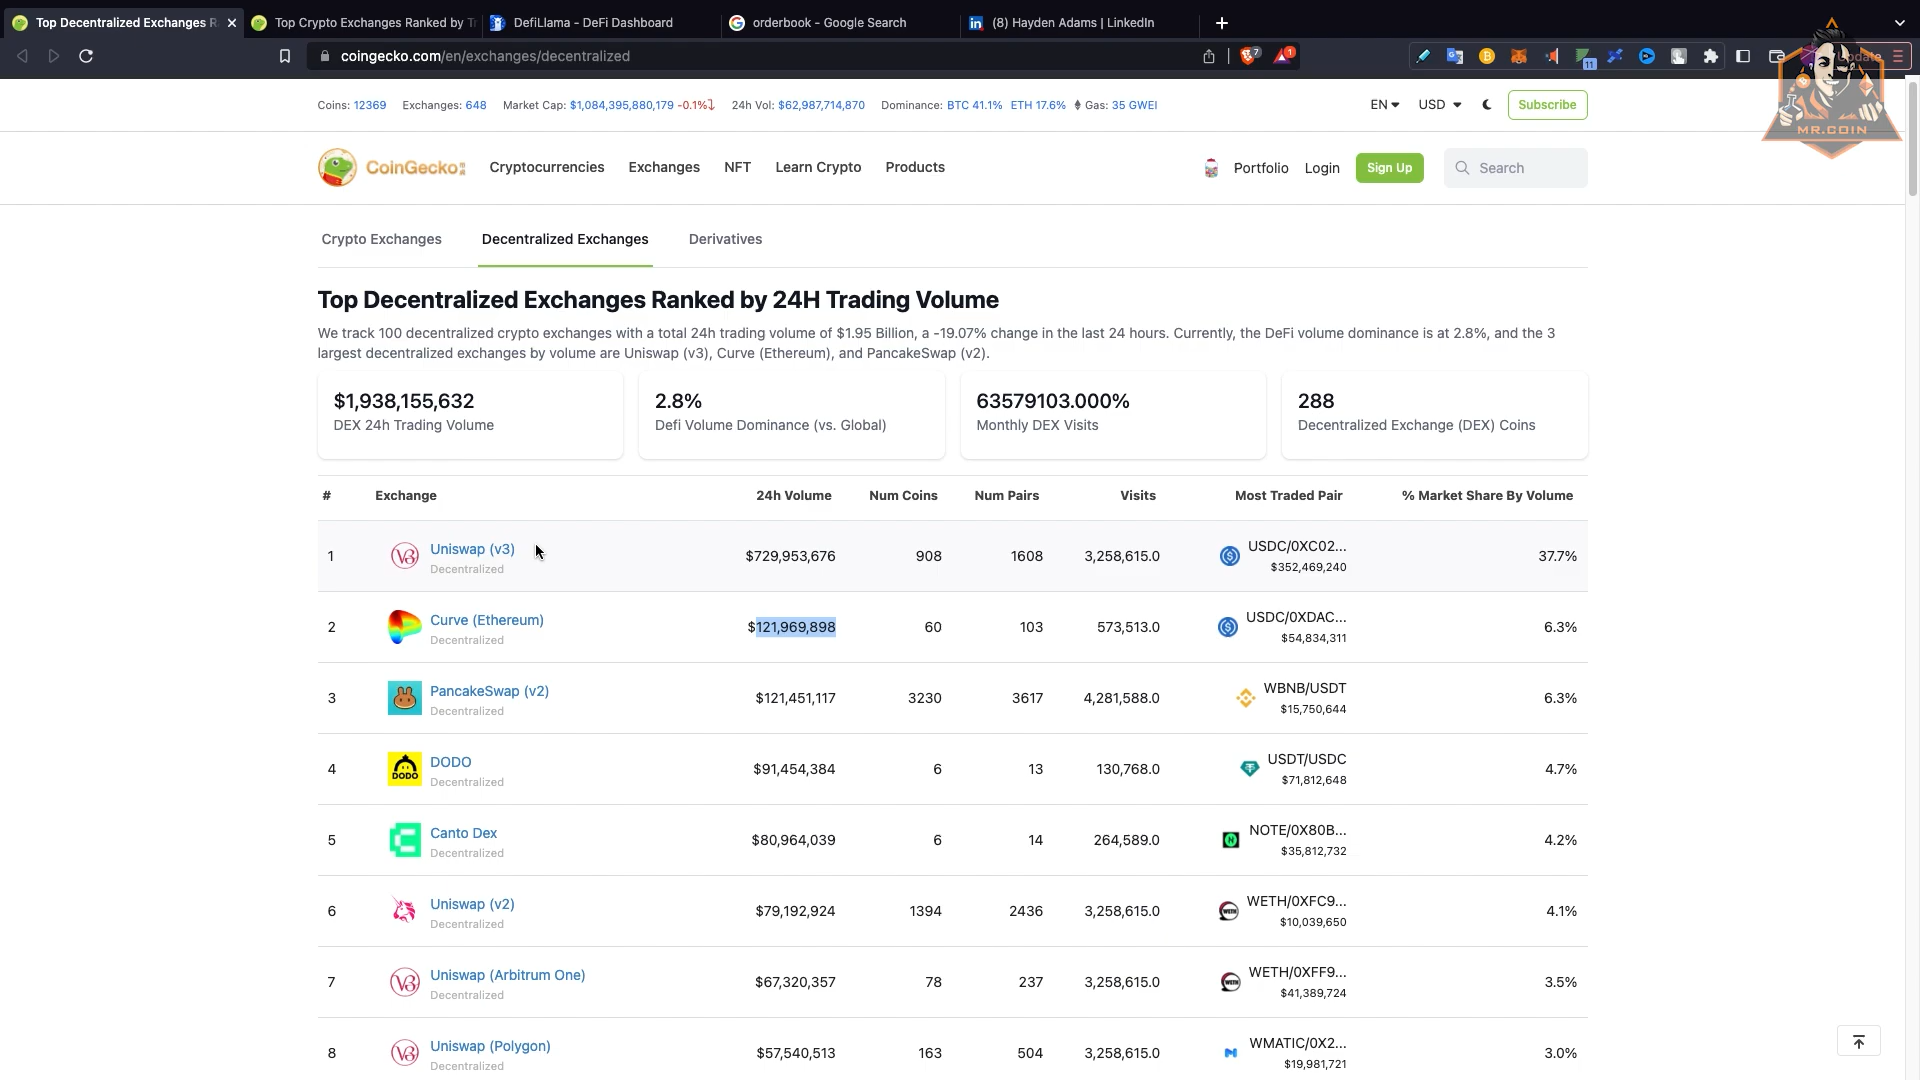 Top Decentralized Exchanges R
Top Crypto Exchanges Ranked by Tr
DefiLlama - DeFi Dashboard
orderbook - Google Search
(8) Hayden Adams | LinkedIn
coingecko.com/en/exchanges/decentralized
7
1
11
MR.COIN
Coins: 12369 Exchanges: 648 Market Cap: $1,084,395,880,179 -0.1% 24h Vol: $62,987,714,870 Dominance: BTC 41.1% ETH 17.6% Gas: 35 GWEI
EN USD Subscribe
CoinGecko Cryptocurrencies Exchanges NFT Learn Crypto Products
Portfolio Login Sign Up Search
Crypto Exchanges Decentralized Exchanges Derivatives
Top Decentralized Exchanges Ranked by 24H Trading Volume
We track 100 decentralized crypto exchanges with a total 24h trading volume of $1.95 Billion, a -19.07% change in the last 24 hours. Currently, the DeFi volume dominance is at 2.8%, and the 3
largest decentralized exchanges by volume are Uniswap (v3), Curve (Ethereum), and PancakeSwap (v2).
$1,938,155,632
DEX 24h Trading Volume
2.8%
Defi Volume Dominance (vs. Global)
63579103.000%
Monthly DEX Visits
288
Decentralized Exchange (DEX) Coins
# Exchange 24h Volume Num Coins Num Pairs Visits Most Traded Pair % Market Share By Volume
1 Uniswap (v3) $729,953,676 908 1608 3,258,615.0 USDC/0XC02... 37.7%
Decentralized $352,469,240
2 Curve (Ethereum) $121,969,898 60 103 573,513.0 USDC/0XDAC... 6.3%
Decentralized $54,834,311
3 PancakeSwap (v2) $121,451,117 3230 3617 4,281,588.0 WBNB/USDT 6.3%
Decentralized $15,750,644
4 DODO $91,454,384 6 13 130,768.0 USDT/USDC 4.7%
Decentralized $71,812,648
5 Canto Dex $80,964,039 6 14 264,589.0 NOTE/0X80B... 4.2%
Decentralized $35,812,732
6 Uniswap (v2) $79,192,924 1394 2436 3,258,615.0 WETH/0XFC9... 4.1%
Decentralized $10,039,650
7 Uniswap (Arbitrum One) $67,320,357 78 237 3,258,615.0 WETH/0XFF9... 3.5%
Decentralized $41,389,724
8 Uniswap (Polygon) $57,540,513 163 504 3,258,615.0 WMATIC/0X2... 3.0%
Decentralized $19,981,721